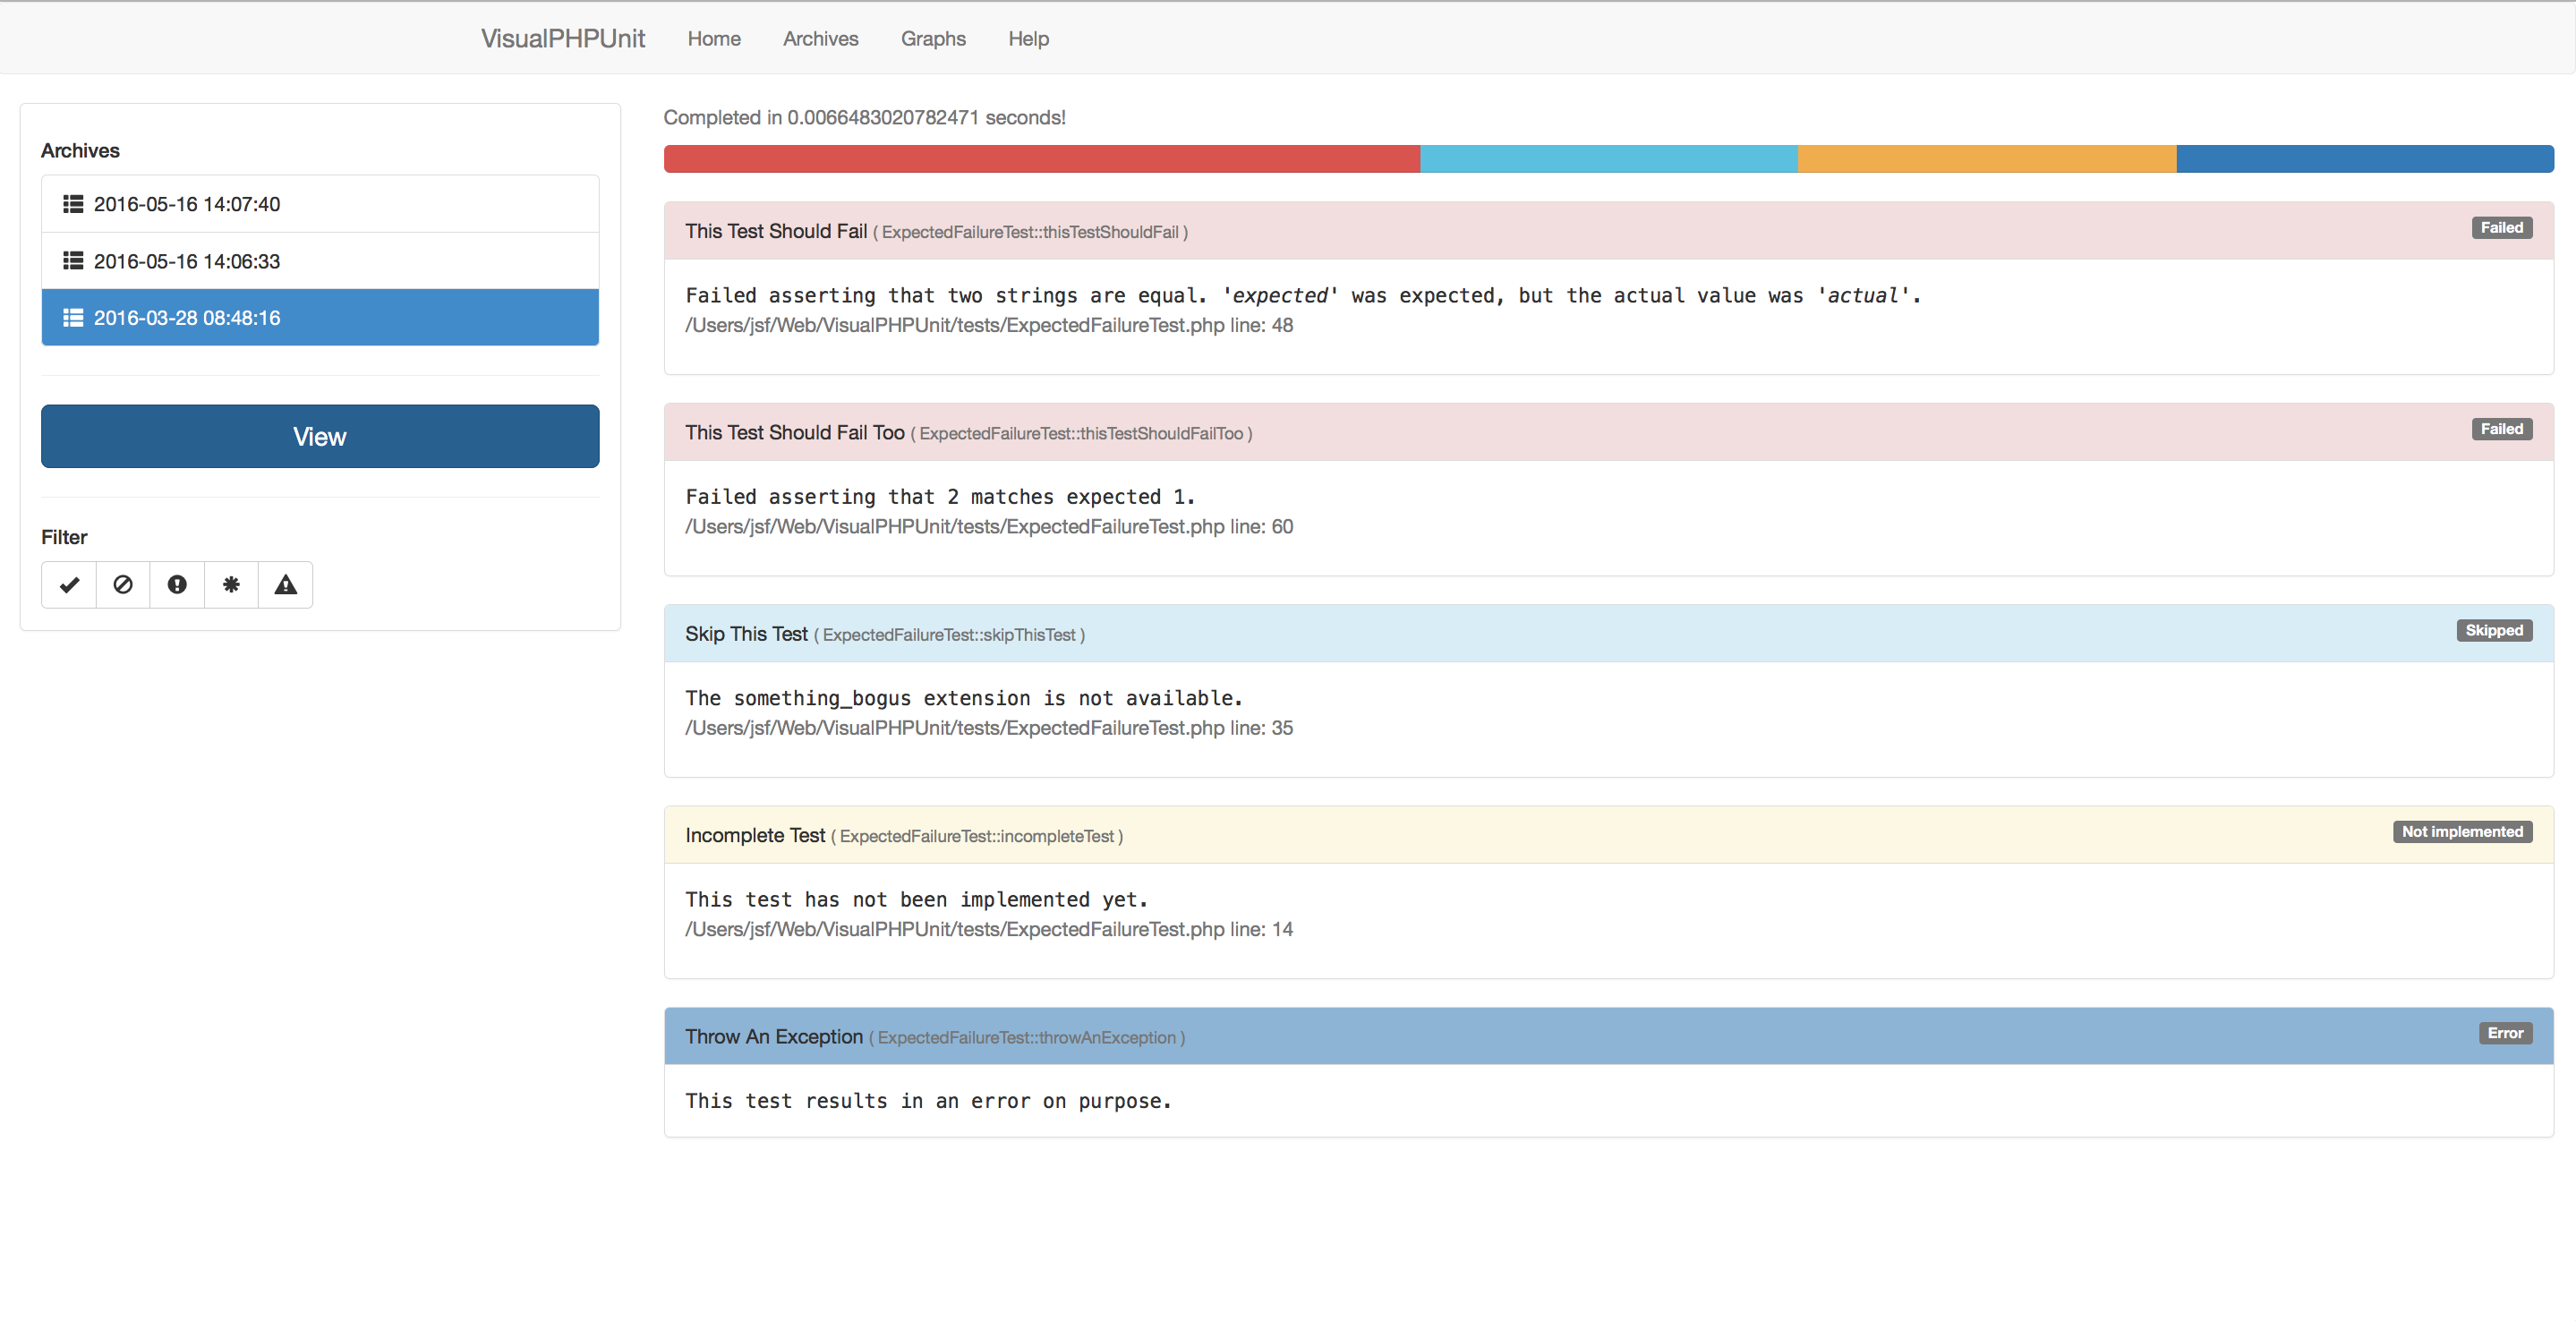 VisualPHPUnit Home Archives Graphs Help
Archives
2016-05-16 14:07:40
2016-05-16 14:06:33
2016-03-28 08:48:16
View
Filter
Completed in 0.0066483020782471 seconds!
This Test Should Fail ( ExpectedFailureTest::thisTestShouldFail ) Failed
Failed asserting that two strings are equal. 'expected' was expected, but the actual value was 'actual'.
/Users/jsf/Web/VisualPHPUnit/tests/ExpectedFailureTest.php line: 48
This Test Should Fail Too ( ExpectedFailureTest::thisTestShouldFailToo ) Failed
Failed asserting that 2 matches expected 1.
/Users/jsf/Web/VisualPHPUnit/tests/ExpectedFailureTest.php line: 60
Skip This Test ( ExpectedFailureTest::skipThisTest ) Skipped
The something_bogus extension is not available.
/Users/jsf/Web/VisualPHPUnit/tests/ExpectedFailureTest.php line: 35
Incomplete Test ( ExpectedFailureTest::incompleteTest ) Not implemented
This test has not been implemented yet.
/Users/jsf/Web/VisualPHPUnit/tests/ExpectedFailureTest.php line: 14
Throw An Exception ( ExpectedFailureTest::throwAnException ) Error
This test results in an error on purpose.